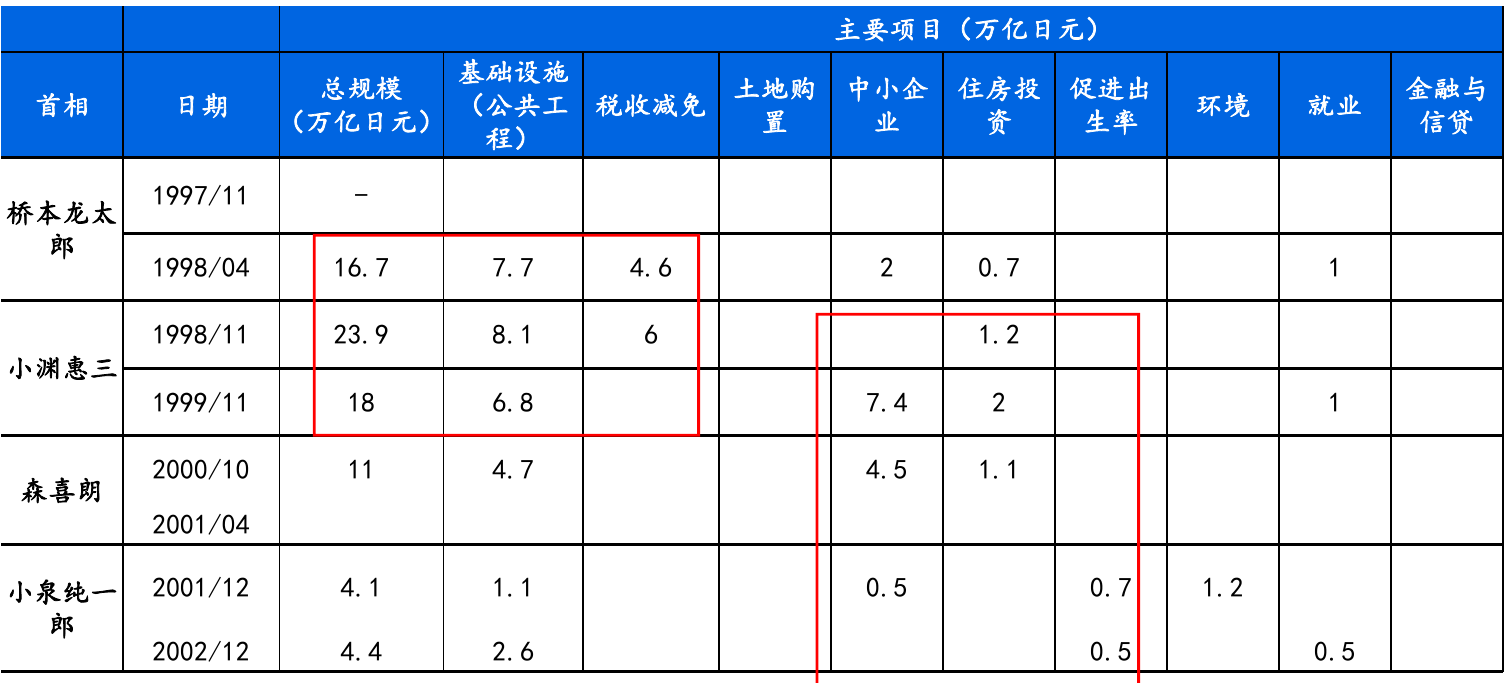 主要项目（万亿日元）
首相 日期 总规模（万亿日元） 基础设施（公共工程） 税收减免 土地购置 中小企业 住房投资 促进出生率 环境 就业 金融与信贷
桥本龙太郎 1997/11 -
1998/04 16.7 7.7 4.6 2 0.7 1
小渊惠三 1998/11 23.9 8.1 6 1.2
1999/11 18 6.8 7.4 2 1
森喜朗 2000/10 11 4.7 4.5 1.1
2001/04
小泉纯一郎 2001/12 4.1 1.1 0.5 0.7 1.2
2002/12 4.4 2.6 0.5 0.5